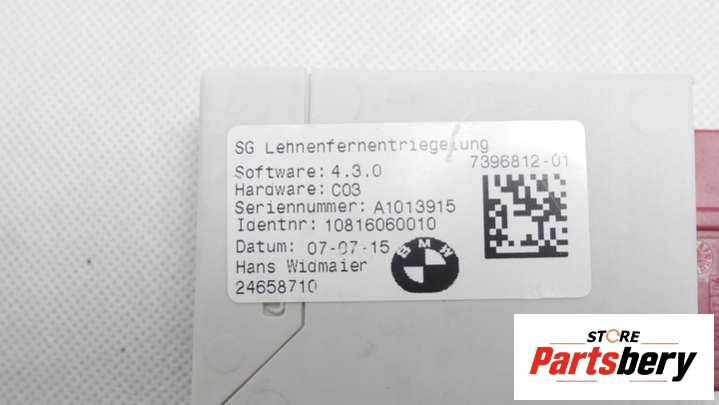 SG Lehnenfernentriegelung
7396812-01
Software: 4.3.0
Hardware: C03
Seriennummer: A1013915
Identnr: 10816060010
Datum: 07-07-15
BMW
Hans Widmaier
24658710
STORE
Partsbery